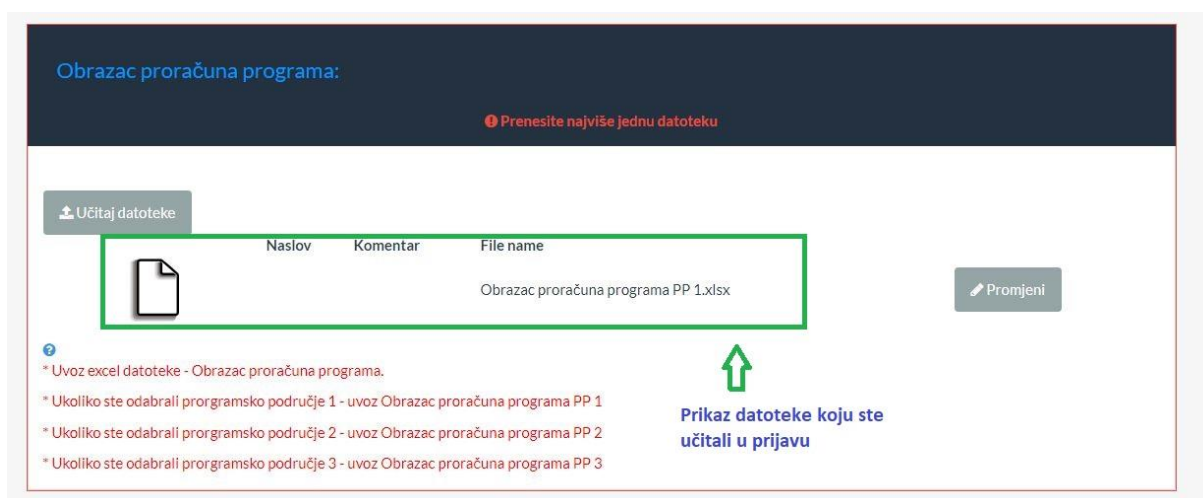 Obrazac proračuna programa:
Prenesite najviše jednu datoteku
Učitaj datoteke
Naslov Komentar File name
Obrazac proračuna programa PP 1.xlsx
Promjeni
* Uvoz excel datoteke - Obrazac proračuna programa.
* Ukoliko ste odabrali prorgramsko područje 1 - uvoz Obrazac proračuna programa PP 1
* Ukoliko ste odabrali prorgramsko područje 2 - uvoz Obrazac proračuna programa PP 2
* Ukoliko ste odabrali prorgramsko područje 3 - uvoz Obrazac proračuna programa PP 3
Prikaz datoteke koju ste
učitali u prijavu